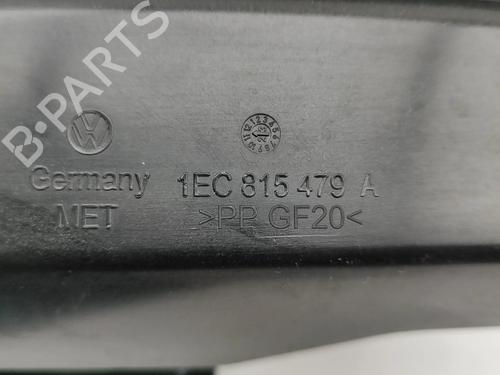 B-PARTS
Germany 1EC 815 479 A
MET >PP GF20<